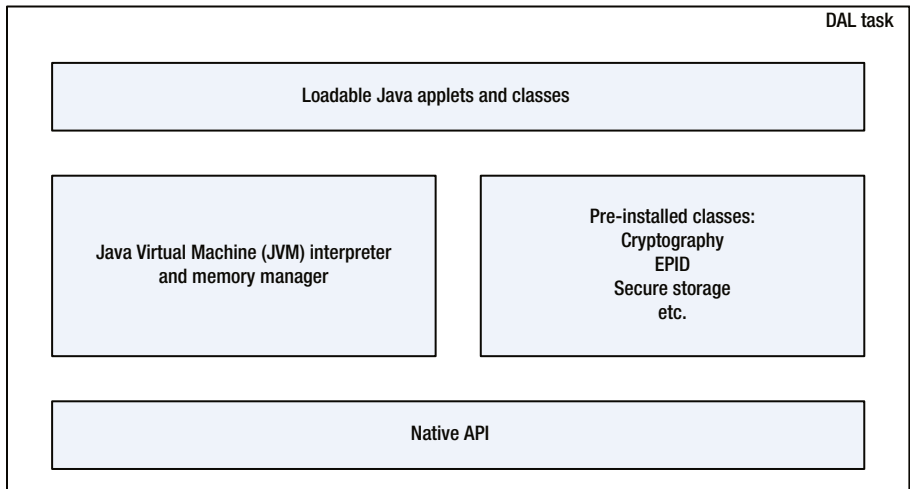 DAL task
Loadable Java applets and classes
Java Virtual Machine (JVM) interpreter
and memory manager
Pre-installed classes:
Cryptography
EPID
Secure storage
etc.
Native API